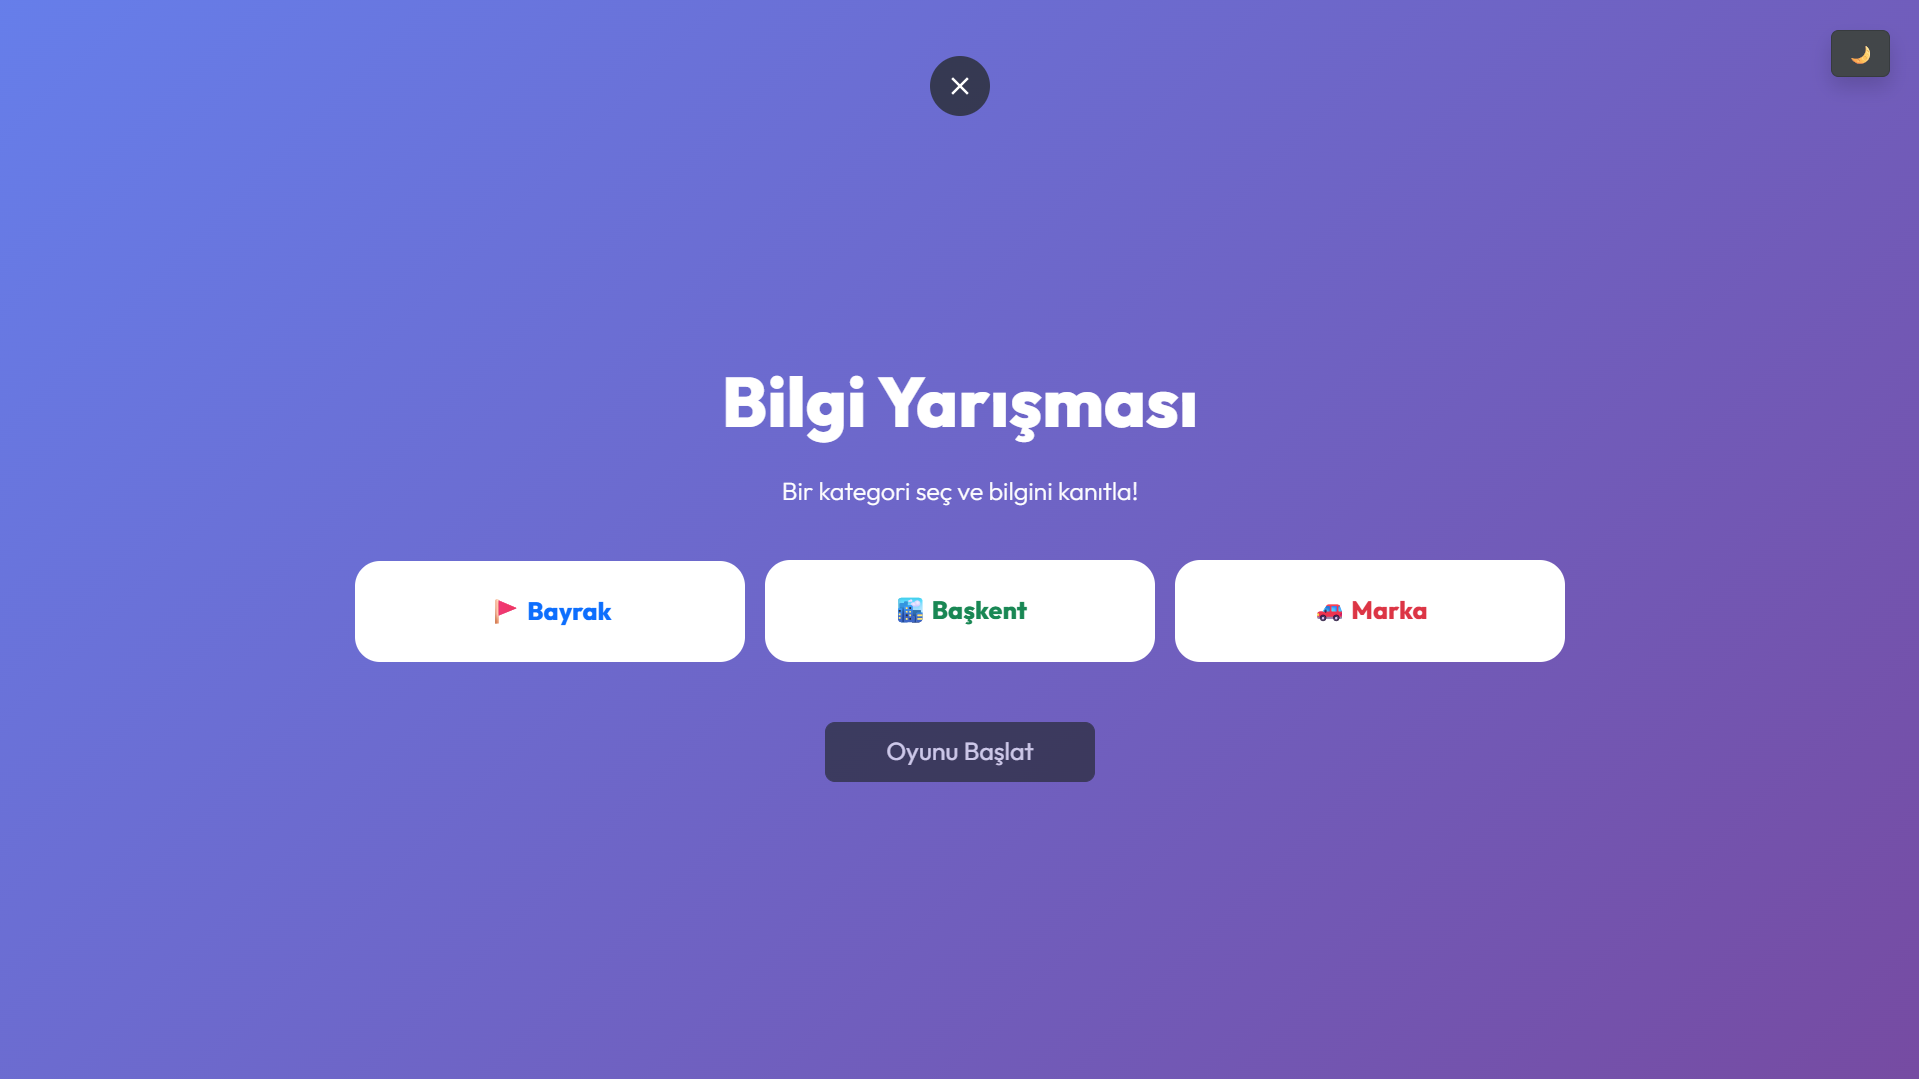 Bilgi Yarışması
Bir kategori seç ve bilgini kanıtla!
Bayrak
Başkent
Marka
Oyunu Başlat